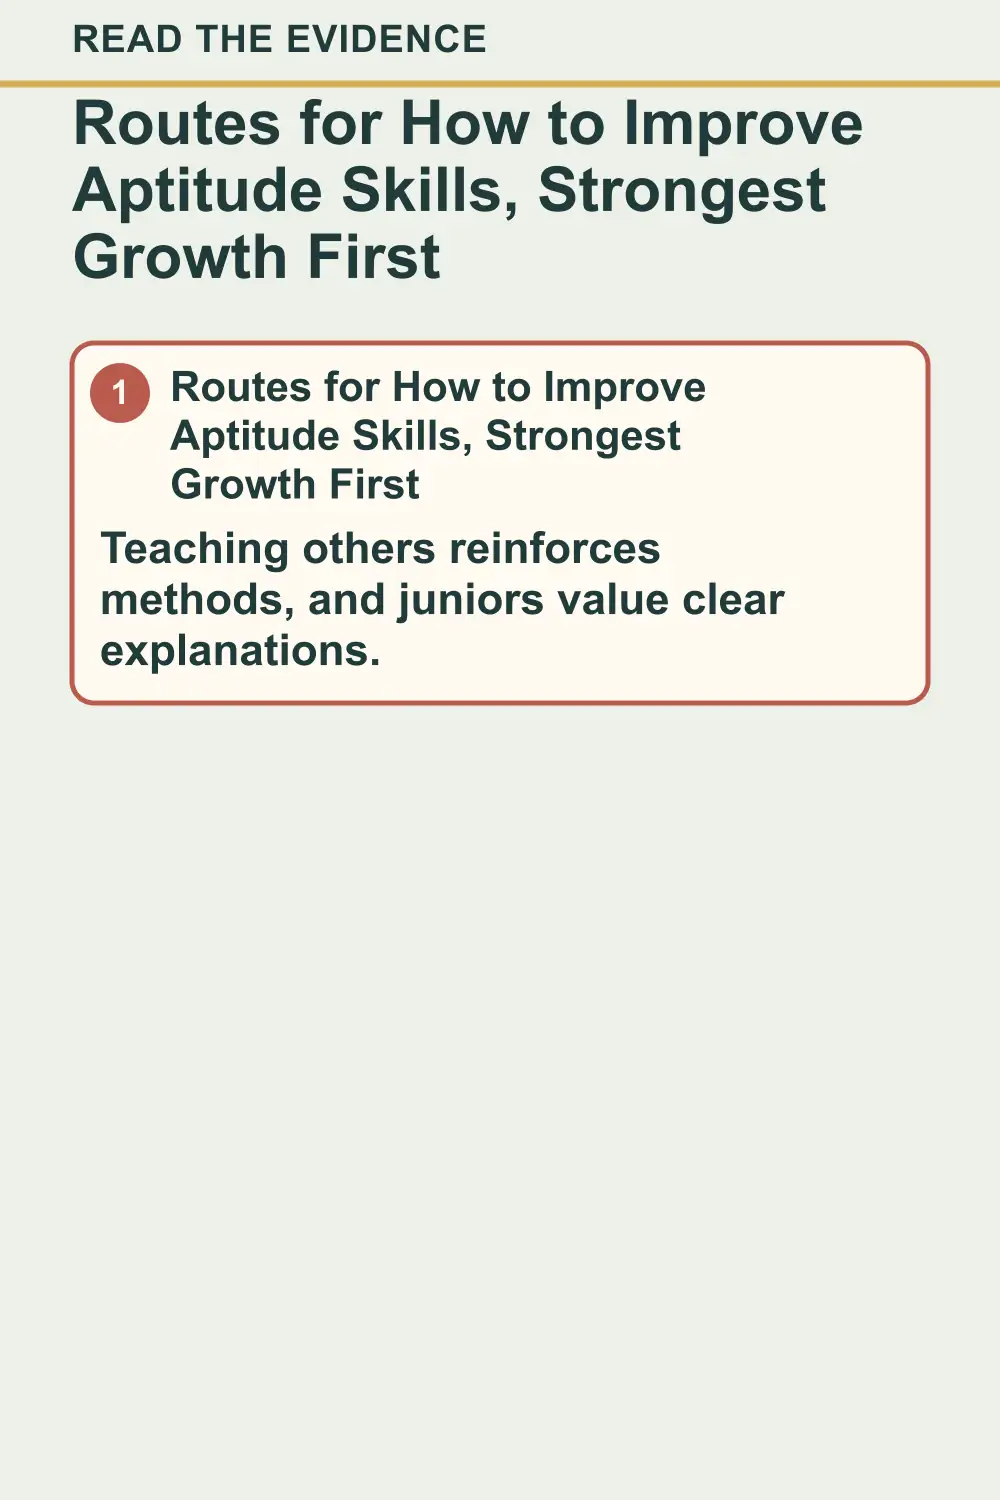 READ THE EVIDENCE
Routes for How to Improve
Aptitude Skills, Strongest
Growth First
1
Routes for How to Improve
Aptitude Skills, Strongest
Growth First
Teaching others reinforces
methods, and juniors value clear
explanations.